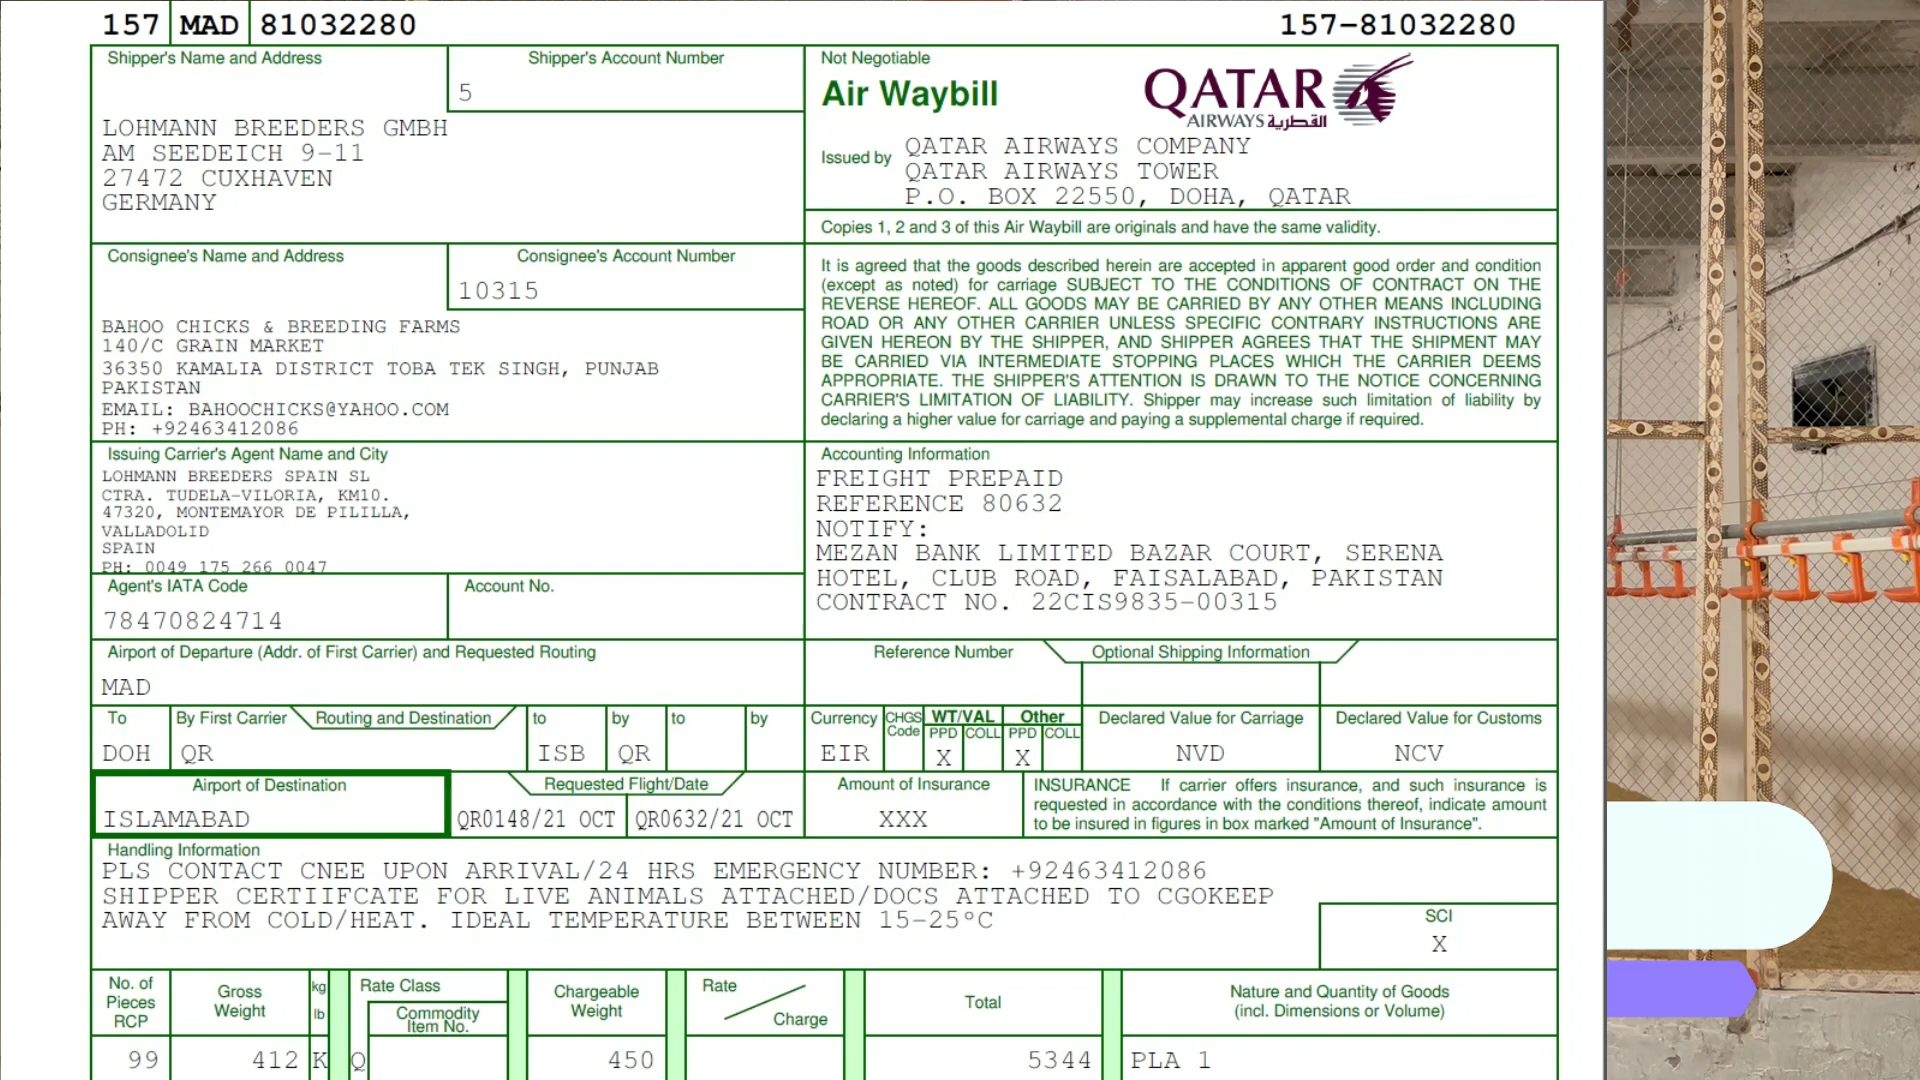 157 MAD 81032280
157-81032280
Shipper's Name and Address
Shipper's Account Number
5
LOHMANN BREEDERS GMBH
AM SEEDEICH 9-11
27472 CUXHAVEN
GERMANY
Not Negotiable
Air Waybill
QATAR
AIRWAYS القطرية
Issued by
QATAR AIRWAYS COMPANY
QATAR AIRWAYS TOWER
P.O. BOX 22550, DOHA, QATAR
Copies 1, 2 and 3 of this Air Waybill are originals and have the same validity.
Consignee's Name and Address
Consignee's Account Number
10315
BAHOO CHICKS & BREEDING FARMS
140/C GRAIN MARKET
36350 KAMALIA DISTRICT TOBA TEK SINGH, PUNJAB
PAKISTAN
EMAIL: BAHOOCHICKS@YAHOO.COM
PH: +92463412086
It is agreed that the goods described herein are accepted in apparent good order and condition
(except as noted) for carriage SUBJECT TO THE CONDITIONS OF CONTRACT ON THE
REVERSE HEREOF. ALL GOODS MAY BE CARRIED BY ANY OTHER MEANS INCLUDING
ROAD OR ANY OTHER CARRIER UNLESS SPECIFIC CONTRARY INSTRUCTIONS ARE
GIVEN HEREON BY THE SHIPPER, AND SHIPPER AGREES THAT THE SHIPMENT MAY
BE CARRIED VIA INTERMEDIATE STOPPING PLACES WHICH THE CARRIER DEEMS
APPROPRIATE. THE SHIPPER'S ATTENTION IS DRAWN TO THE NOTICE CONCERNING
CARRIER'S LIMITATION OF LIABILITY. Shipper may increase such limitation of liability by
declaring a higher value for carriage and paying a supplemental charge if required.
Issuing Carrier's Agent Name and City
LOHMANN BREEDERS SPAIN SL
CTRA. TUDELA-VILORIA, KM10.
47320, MONTEMAYOR DE PILILLA,
VALLADOLID
SPAIN
PH: 0049 175 266 0047
Accounting Information
FREIGHT PREPAID
REFERENCE 80632
NOTIFY:
MEZAN BANK LIMITED BAZAR COURT, SERENA
HOTEL, CLUB ROAD, FAISALABAD, PAKISTAN
CONTRACT NO. 22CIS9835-00315
Agent's IATA Code
78470824714
Account No.
Airport of Departure (Addr. of First Carrier) and Requested Routing
MAD
Reference Number
Optional Shipping Information
To
By First Carrier
Routing and Destination
to
by
to
by
DOH
QR
ISB
QR
Currency
CHGS
Code
WT/VAL
Other
PPD
COLL
PPD
COLL
EIR
X
X
Declared Value for Carriage
NVD
Declared Value for Customs
NCV
Airport of Destination
ISLAMABAD
Requested Flight/Date
QR0148/21 OCT
QR0632/21 OCT
Amount of Insurance
XXX
INSURANCE If carrier offers insurance, and such insurance is
requested in accordance with the conditions thereof, indicate amount
to be insured in figures in box marked "Amount of Insurance".
Handling Information
PLS CONTACT CNEE UPON ARRIVAL/24 HRS EMERGENCY NUMBER: +92463412086
SHIPPER CERTIIFCATE FOR LIVE ANIMALS ATTACHED/DOCS ATTACHED TO CGOKEEP
AWAY FROM COLD/HEAT. IDEAL TEMPERATURE BETWEEN 15-25°C
SCI
X
No. of
Pieces
RCP
Gross
Weight
kg
lb
Rate Class
Commodity
Item No.
Chargeable
Weight
Rate
Charge
Total
Nature and Quantity of Goods
(incl. Dimensions or Volume)
99
412
K
Q
450
5344
PLA 1